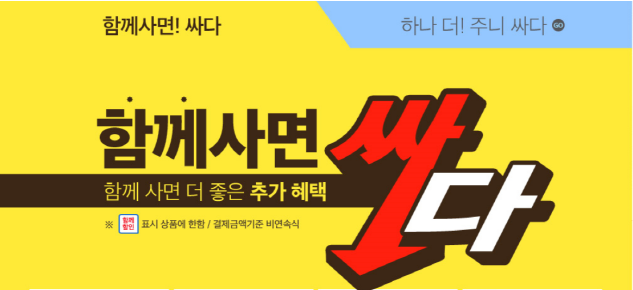 함께사면! 싸다
하나 더! 주니 싸다 GO
함께사면 싸다
함께 사면 더 좋은 추가 혜택
※ 함께할인 표시 상품에 한함 / 결제금액기준 비연속식